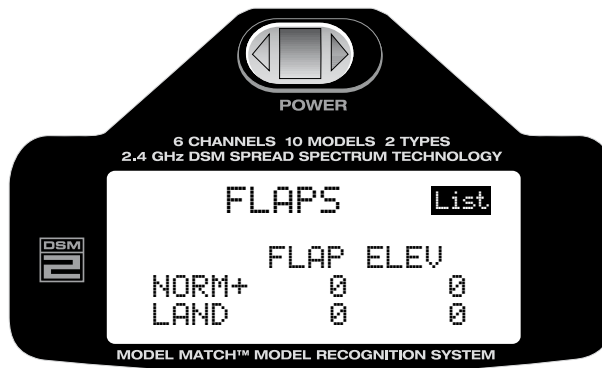 POWER
6 CHANNELS 10 MODELS 2 TYPES
2.4 GHz DSM SPREAD SPECTRUM TECHNOLOGY
FLAPS List
FLAP ELEV
NORM+ 0 0
LAND 0 0
DSM
2
MODEL MATCH™ MODEL RECOGNITION SYSTEM